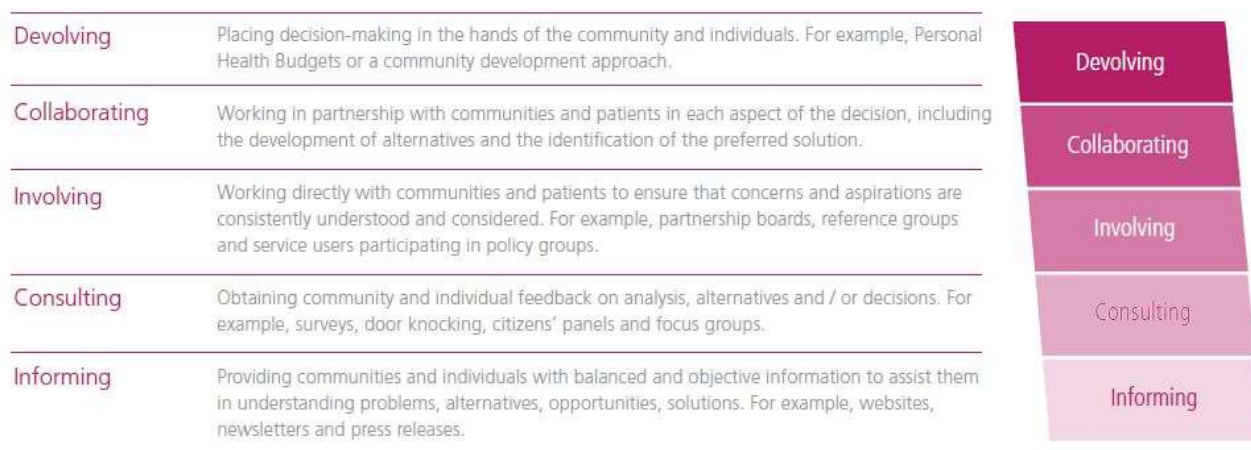 Devolving
Placing decision-making in the hands of the community and individuals. For example, Personal
Health Budgets or a community development approach.
Collaborating
Working in partnership with communities and patients in each aspect of the decision, including
the development of alternatives and the identification of the preferred solution.
Involving
Working directly with communities and patients to ensure that concerns and aspirations are
consistently understood and considered. For example, partnership boards, reference groups
and service users participating in policy groups.
Consulting
Obtaining community and individual feedback on analysis, alternatives and / or decisions. For
example, surveys, door knocking, citizens' panels and focus groups.
Informing
Providing communities and individuals with balanced and objective information to assist them
in understanding problems, alternatives, opportunities, solutions. For example, websites,
newsletters and press releases.
Devolving
Collaborating
Involving
Consulting
Informing